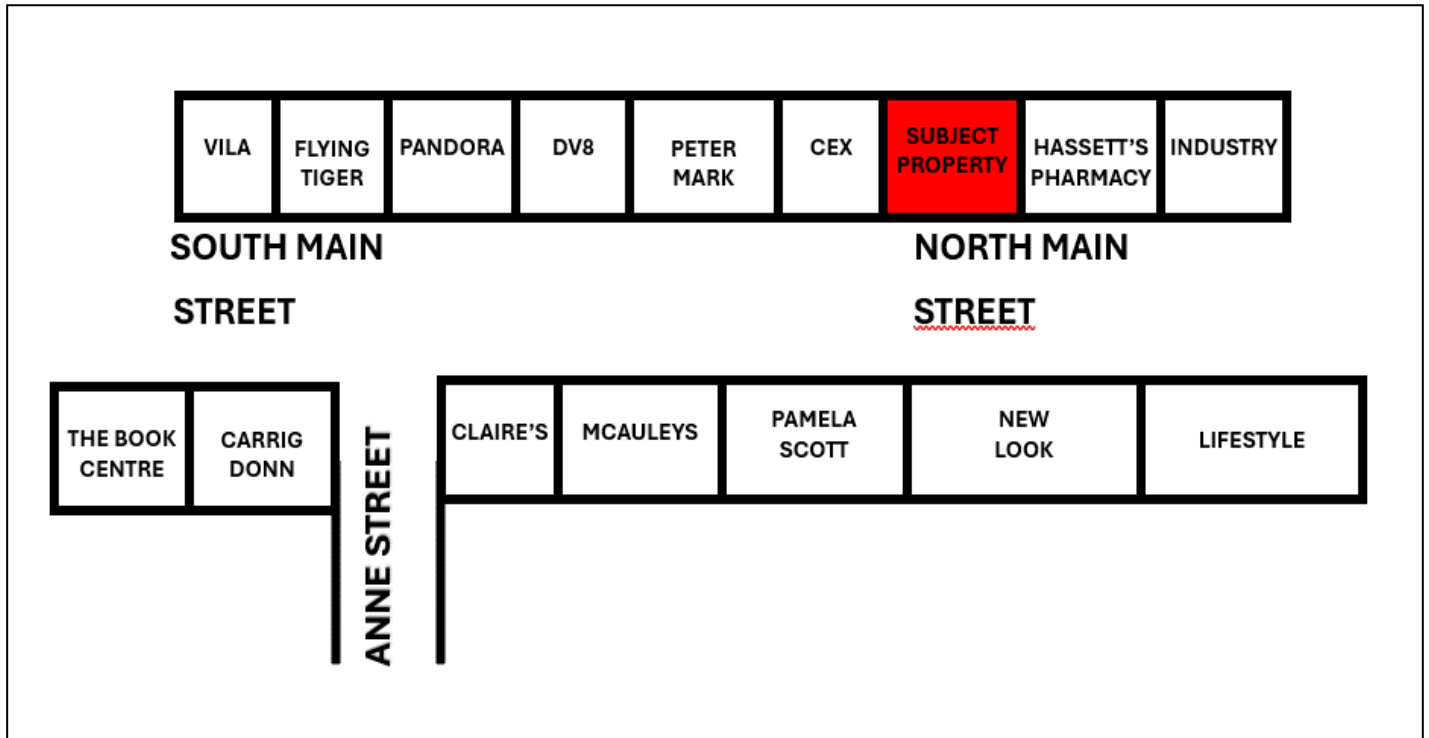 VILA
FLYING
TIGER
PANDORA
DV8
PETER
MARK
CEX
SUBJECT
PROPERTY
HASSETT'S
PHARMACY
INDUSTRY
SOUTH MAIN
STREET
NORTH MAIN
STREET
THE BOOK
CENTRE
CARRIG
DONN
ANNE STREET
CLAIRE'S
MCAULEYS
PAMELA
SCOTT
NEW
LOOK
LIFESTYLE